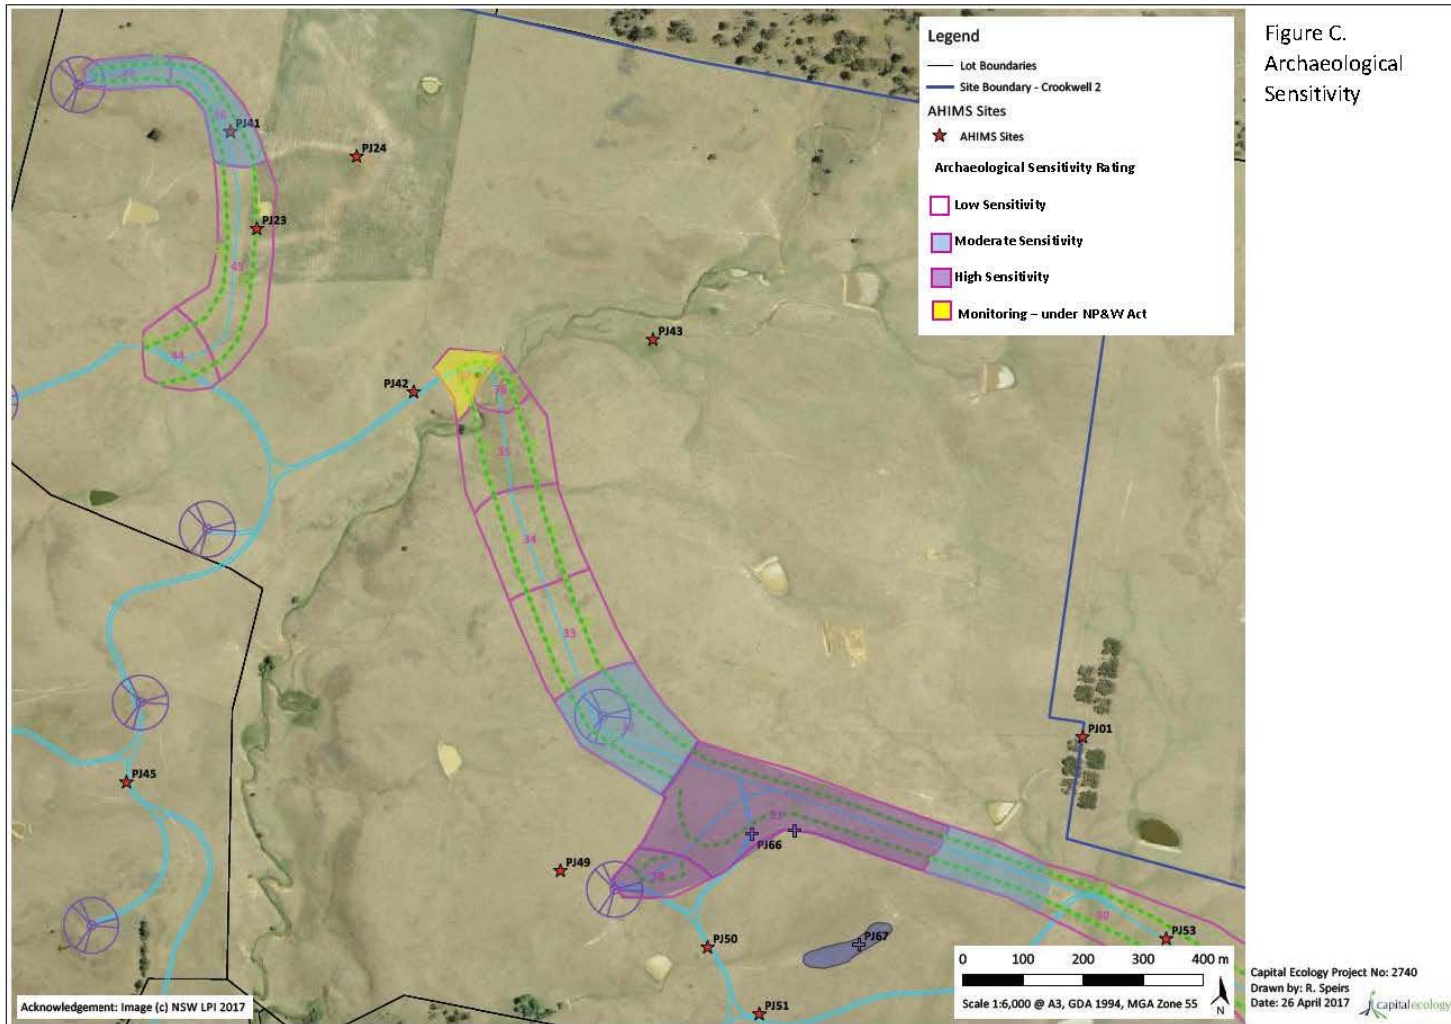 Figure C.
Archaeological
Sensitivity
Legend
Lot Boundaries
Site Boundary - Crookwell 2
AHIMS Sites
AHIMS Sites
Archaeological Sensitivity Rating
Low Sensitivity
Moderate Sensitivity
High Sensitivity
Monitoring – under NP&W Act
PJ41
PJ24
PJ23
45
44
PJ43
PJ42
35
34
33
PJ01
PJ45
PJ66
PJ49
PJ50
PJ67
50
PJ53
PJ51
0 100 200 300 400 m
Scale 1:6,000 @ A3, GDA 1994, MGA Zone 55
N
Acknowledgement: Image (c) NSW LPI 2017
Capital Ecology Project No: 2740
Drawn by: R. Speirs
Date: 26 April 2017
capitalecology